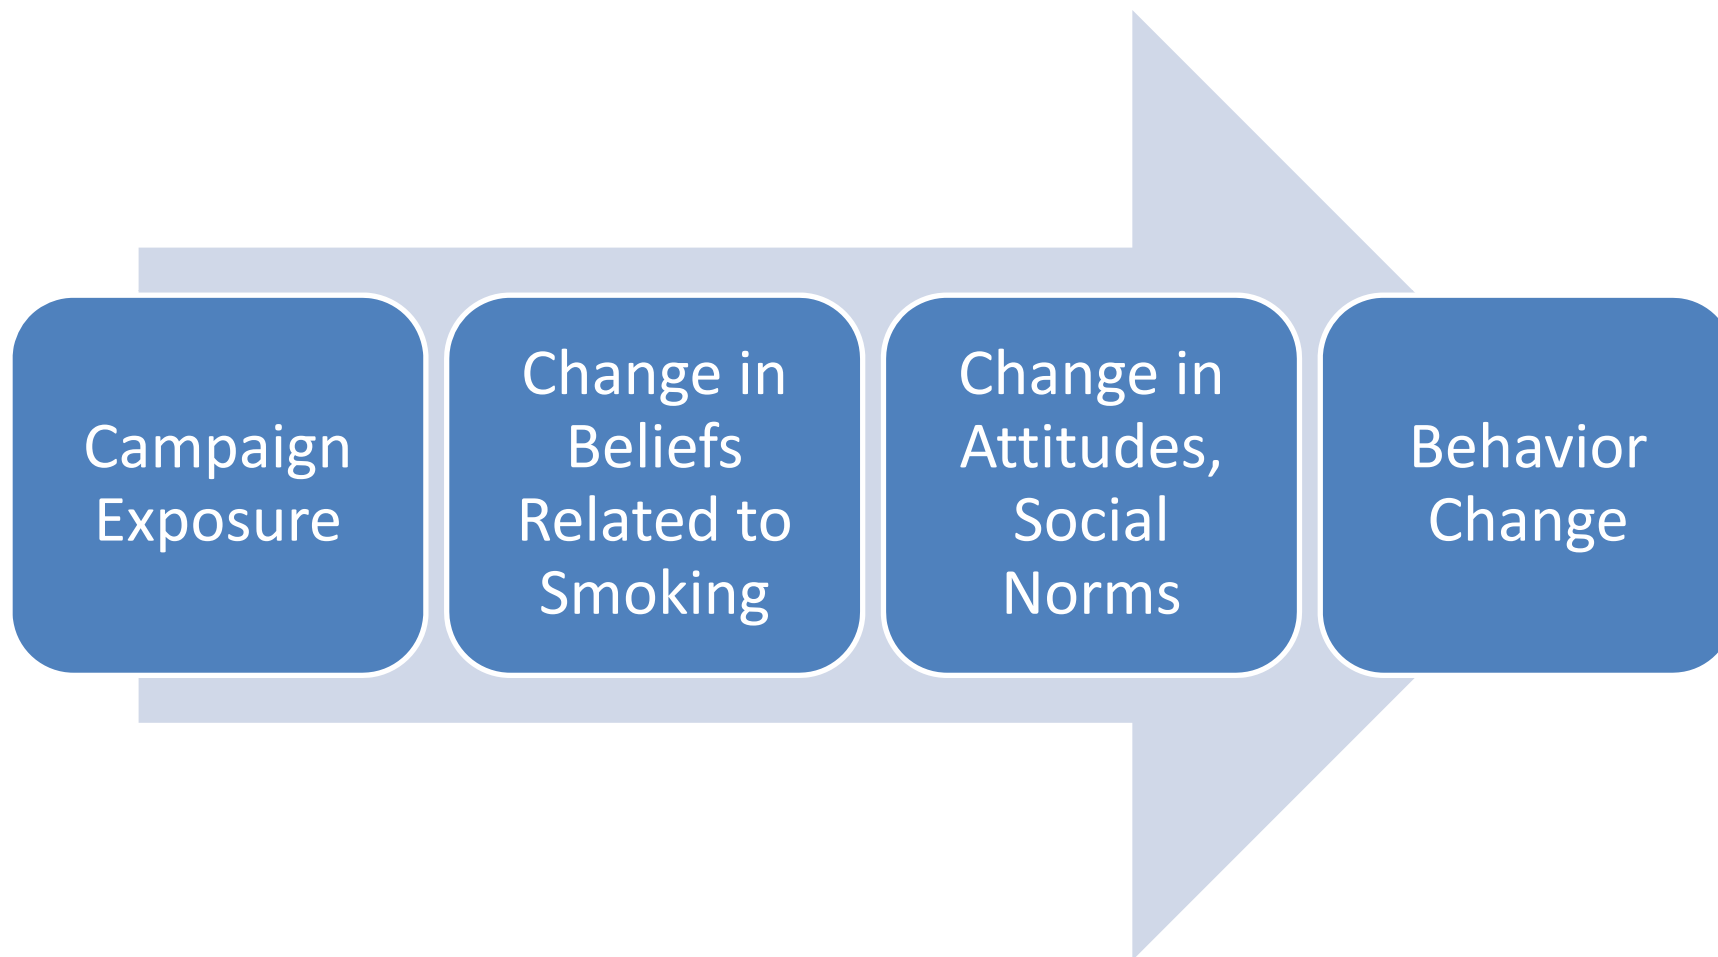 Campaign
Exposure
Change in
Beliefs
Related to
Smoking
Change in
Attitudes,
Social
Norms
Behavior
Change